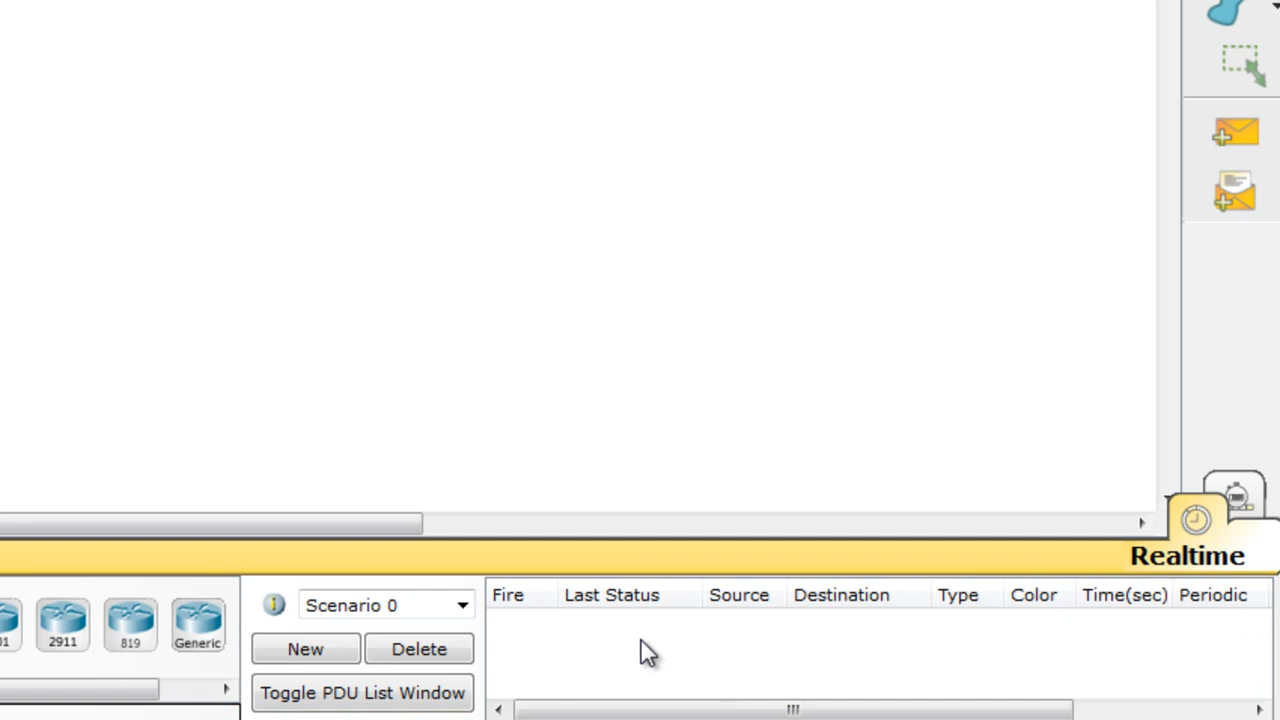 Realtime
Fire Last Status Source Destination Type Color Time(sec) Periodic
Scenario 0
01 2911 819 Generic
New Delete
Toggle PDU List Window